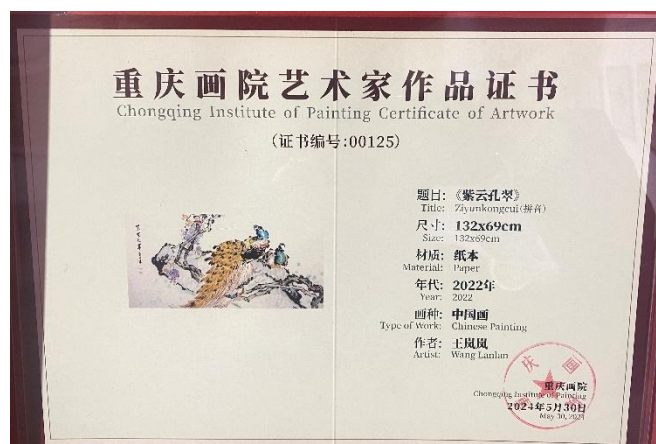 重庆画院艺术家作品证书
Chongqing Institute of Painting Certificate of Artwork
(证书编号:00125)
题目:《紫云孔翠》
Title: Ziyunkongcui(拼音)
尺寸: 132x69cm
Size: 132x69cm
材质: 纸本
Material: Paper
年代: 2022年
Year: 2022
画种: 中国画
Type of Work: Chinese Painting
作者: 王岚岚
Artist: Wang Lanlan
重庆画院
Chongqing Institute of Painting
2024年5月30日
May 30, 2024